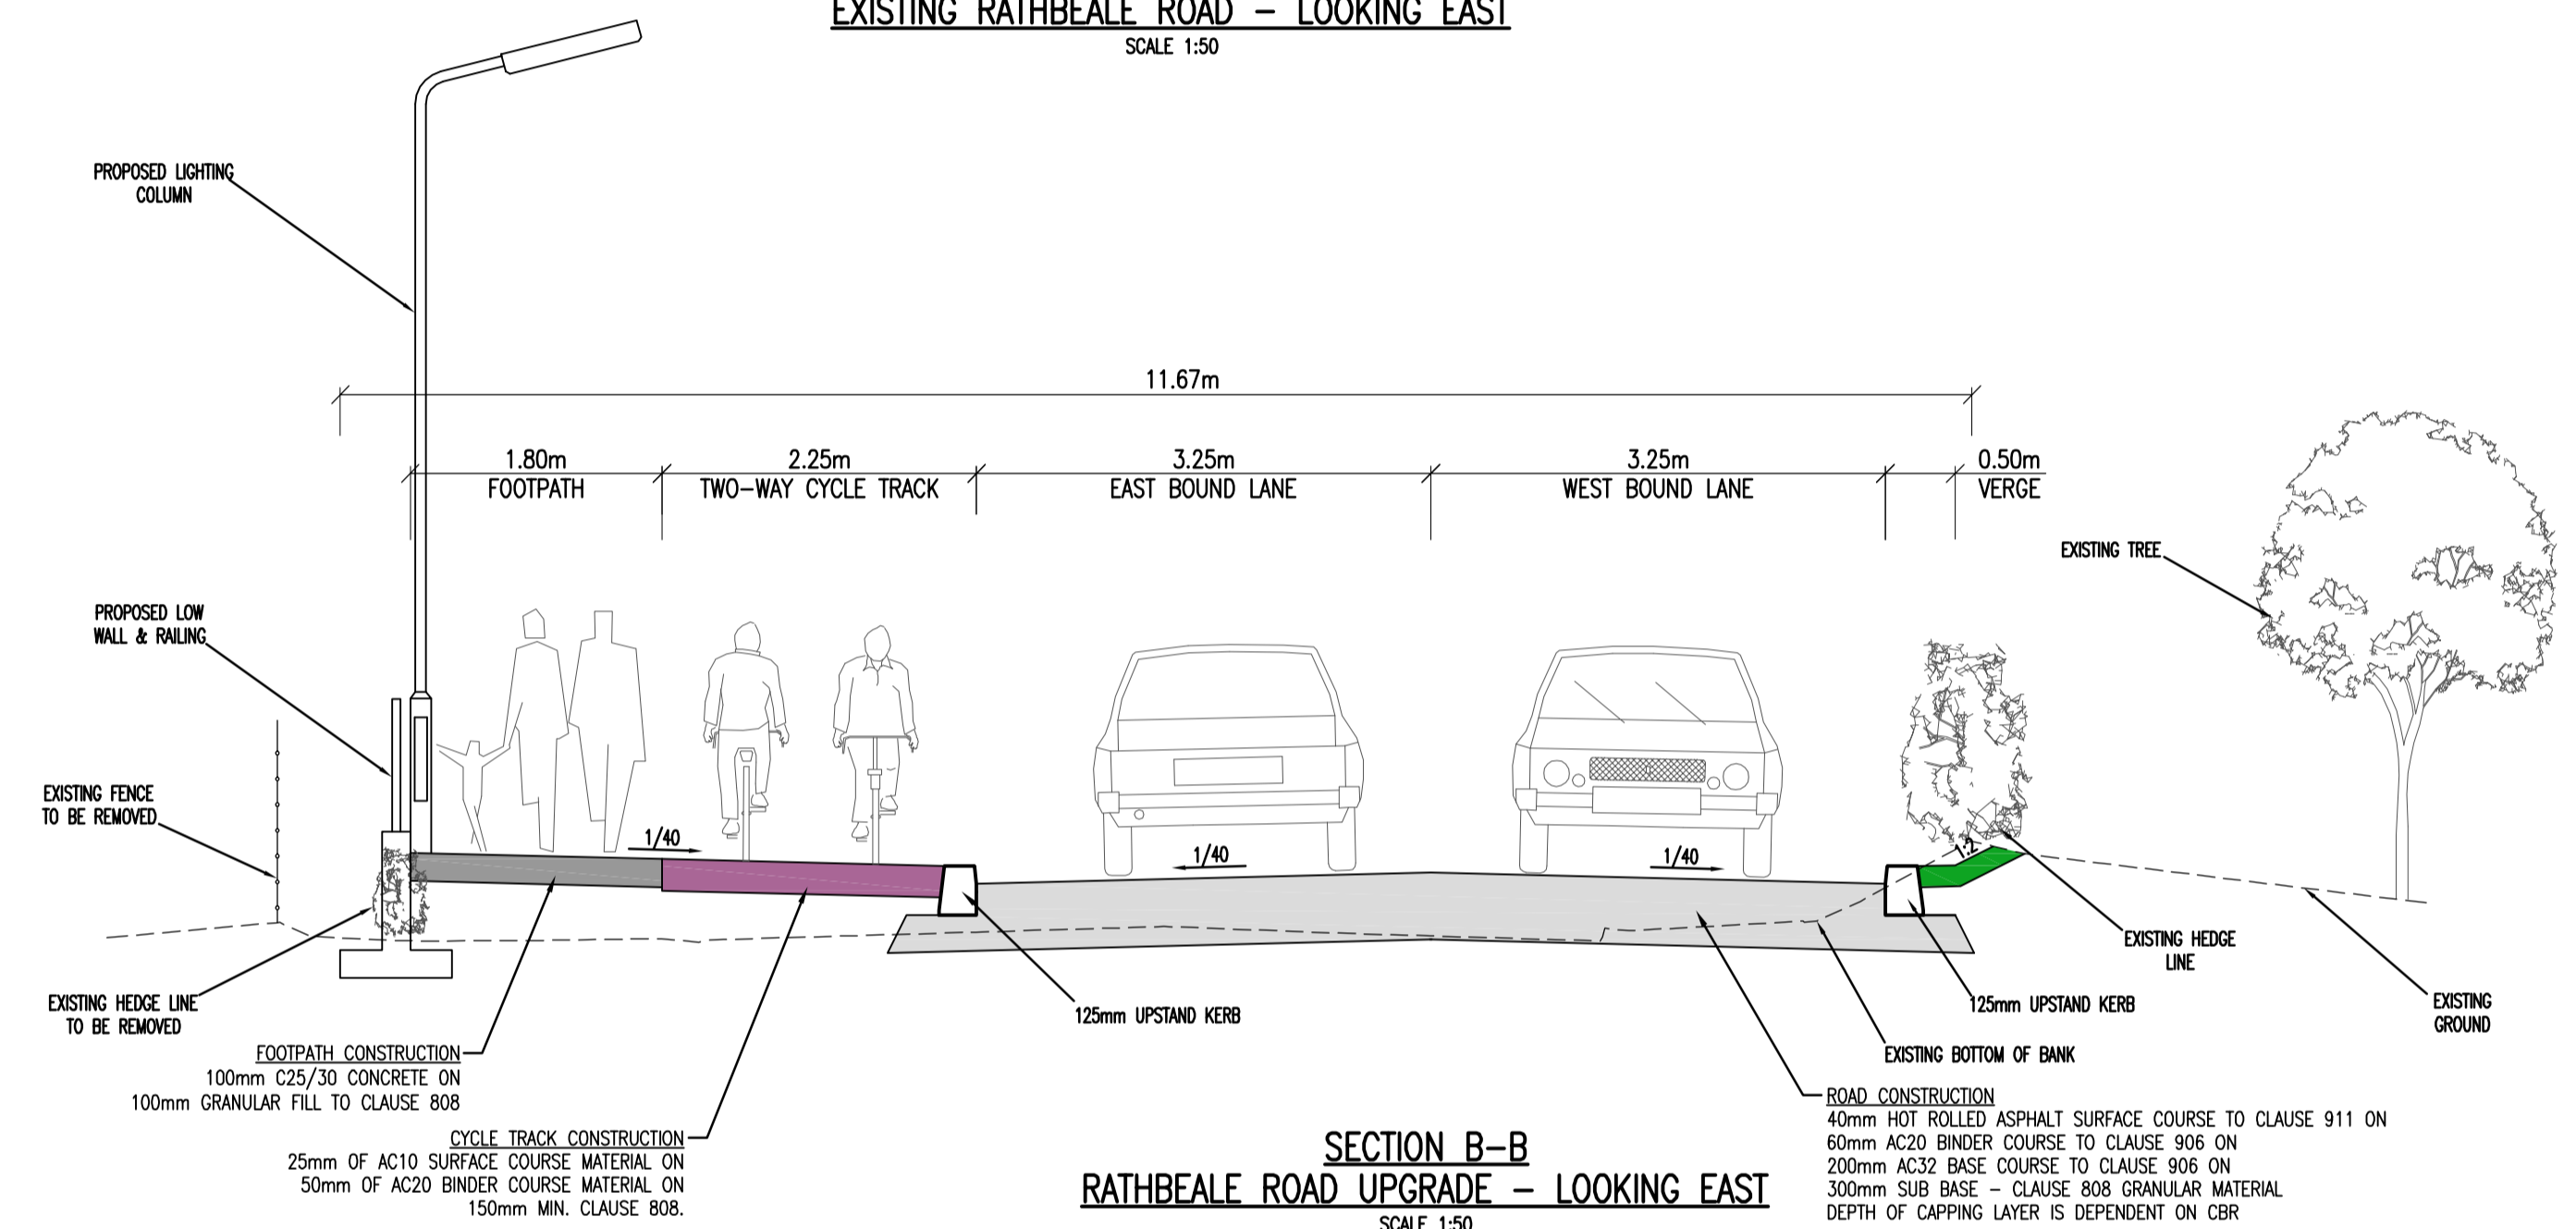 EXISTING RATHBEALE ROAD – LOOKING EAST
SCALE 1:50
PROPOSED LIGHTING
COLUMN
11.67m
1.80m
FOOTPATH
2.25m
TWO-WAY CYCLE TRACK
3.25m
EAST BOUND LANE
3.25m
WEST BOUND LANE
0.50m
VERGE
EXISTING TREE
PROPOSED LOW
WALL & RAILING
EXISTING FENCE
TO BE REMOVED
1/40
1/40
1/40
1:2
EXISTING HEDGE
LINE
EXISTING HEDGE LINE
TO BE REMOVED
125mm UPSTAND KERB
125mm UPSTAND KERB
EXISTING
GROUND
EXISTING BOTTOM OF BANK
FOOTPATH CONSTRUCTION
100mm C25/30 CONCRETE ON
100mm GRANULAR FILL TO CLAUSE 808
CYCLE TRACK CONSTRUCTION
25mm OF AC10 SURFACE COURSE MATERIAL ON
50mm OF AC20 BINDER COURSE MATERIAL ON
150mm MIN. CLAUSE 808.
ROAD CONSTRUCTION
40mm HOT ROLLED ASPHALT SURFACE COURSE TO CLAUSE 911 ON
60mm AC20 BINDER COURSE TO CLAUSE 906 ON
200mm AC32 BASE COURSE TO CLAUSE 906 ON
300mm SUB BASE – CLAUSE 808 GRANULAR MATERIAL
DEPTH OF CAPPING LAYER IS DEPENDENT ON CBR
SECTION B–B
RATHBEALE ROAD UPGRADE – LOOKING EAST
SCALE 1:50